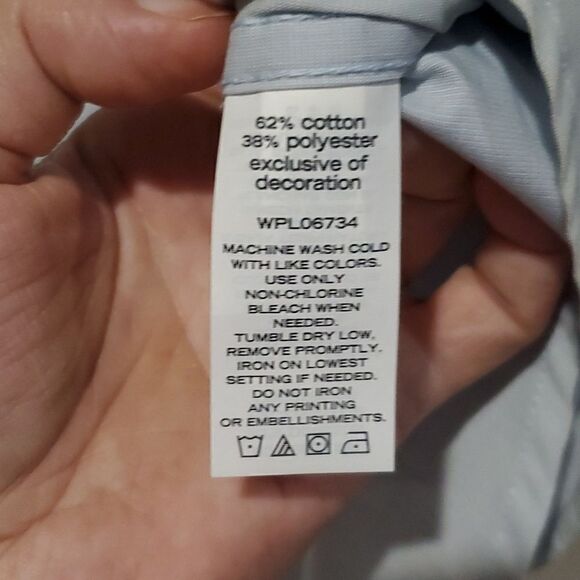 62% cotton
38% polyester
exclusive of
decoration
WPL06734
MACHINE WASH COLD
WITH LIKE COLORS.
USE ONLY
NON-CHLORINE
BLEACH WHEN
NEEDED.
TUMBLE DRY LOW,
REMOVE PROMPTLY.
IRON ON LOWEST
SETTING IF NEEDED.
DO NOT IRON
ANY PRINTING
OR EMBELLISHMENTS.